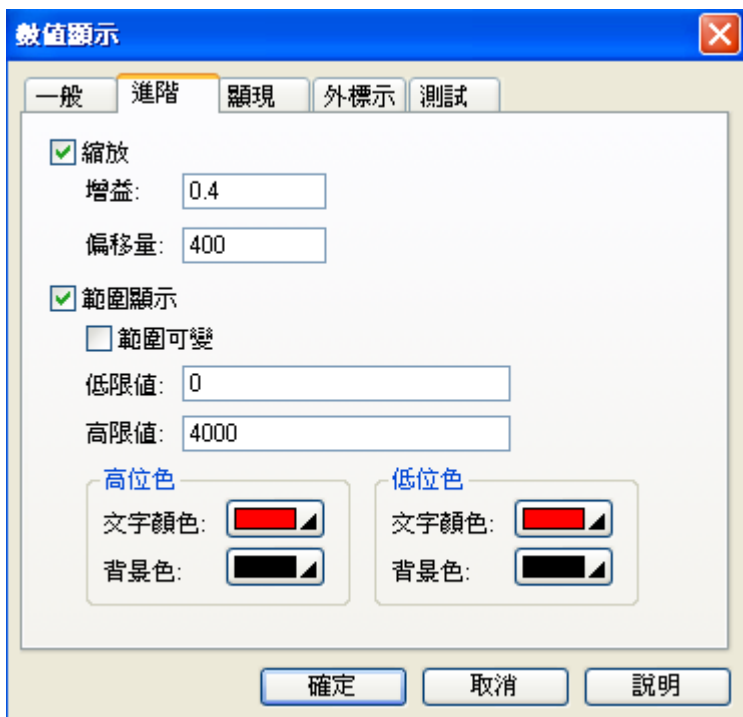 數值顯示
一般 進階 顯現 外標示 測試
縮放
增益: 0.4
偏移量: 400
範圍顯示
範圍可變
低限值: 0
高限值: 4000
高位色 低位色
文字顏色: 文字顏色:
背景色: 背景色:
確定 取消 說明